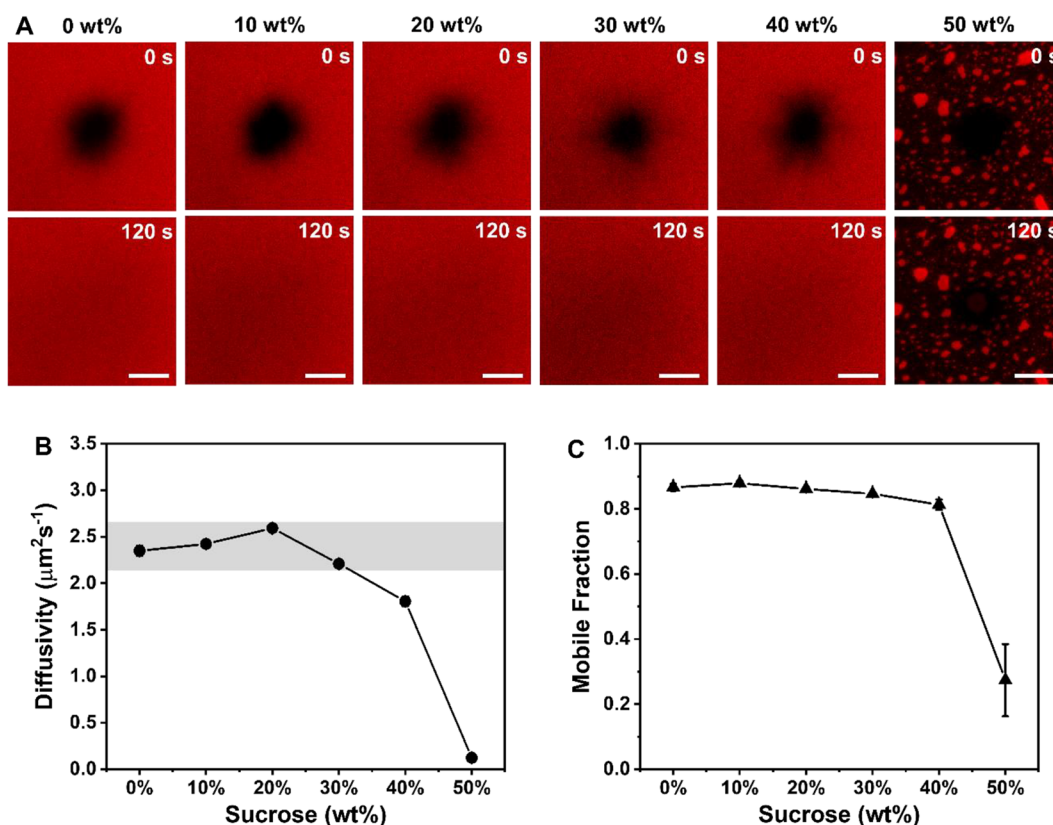 A
0 wt% 10 wt% 20 wt% 30 wt% 40 wt% 50 wt%
0 s 0 s 0 s 0 s 0 s 0 s
120 s 120 s 120 s 120 s 120 s 120 s
B
Diffusivity (μm²s⁻¹)
3.5
3.0
2.5
2.0
1.5
1.0
0.5
0.0
0% 10% 20% 30% 40% 50%
Sucrose (wt%)
C
Mobile Fraction
1.0
0.8
0.6
0.4
0.2
0.0
0% 10% 20% 30% 40% 50%
Sucrose (wt%)